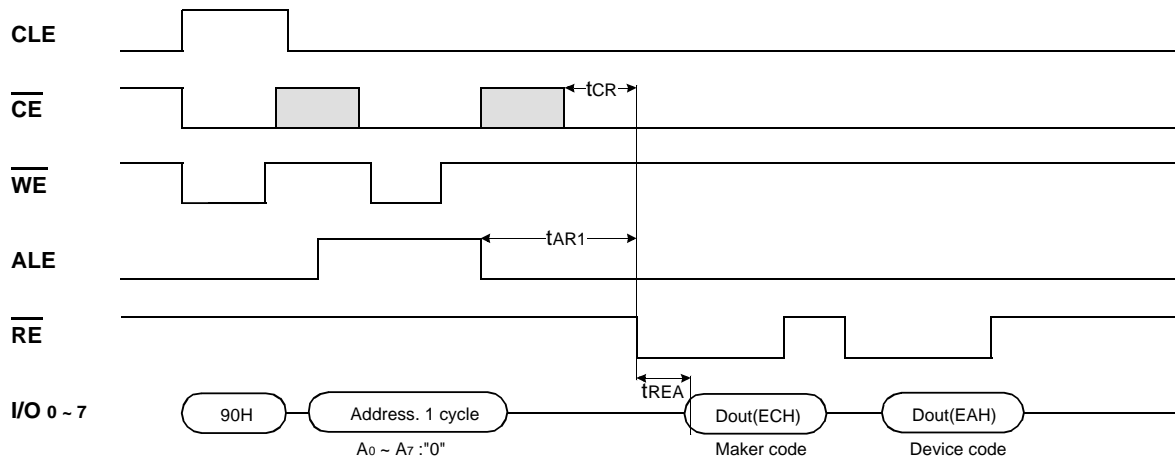 CLE
CE
tCR
WE
tAR1
ALE
RE
tREA
I/O 0 ~ 7
90H
Address. 1 cycle
Dout(ECH)
Dout(EAH)
A0 ~ A7 :"0"
Maker code
Device code